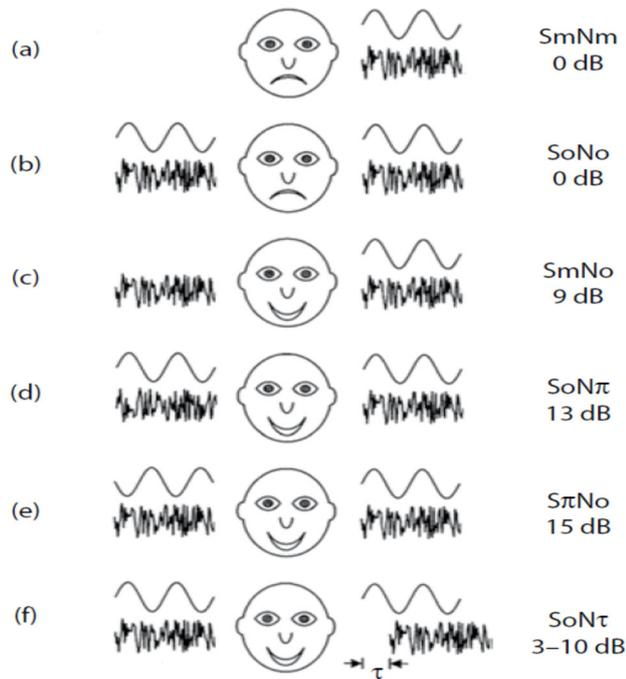 (a)
SmNm
0 dB
(b)
SoNo
0 dB
(c)
SmNo
9 dB
(d)
SoNπ
13 dB
(e)
SπNo
15 dB
(f)
SoNτ
3–10 dB
τ